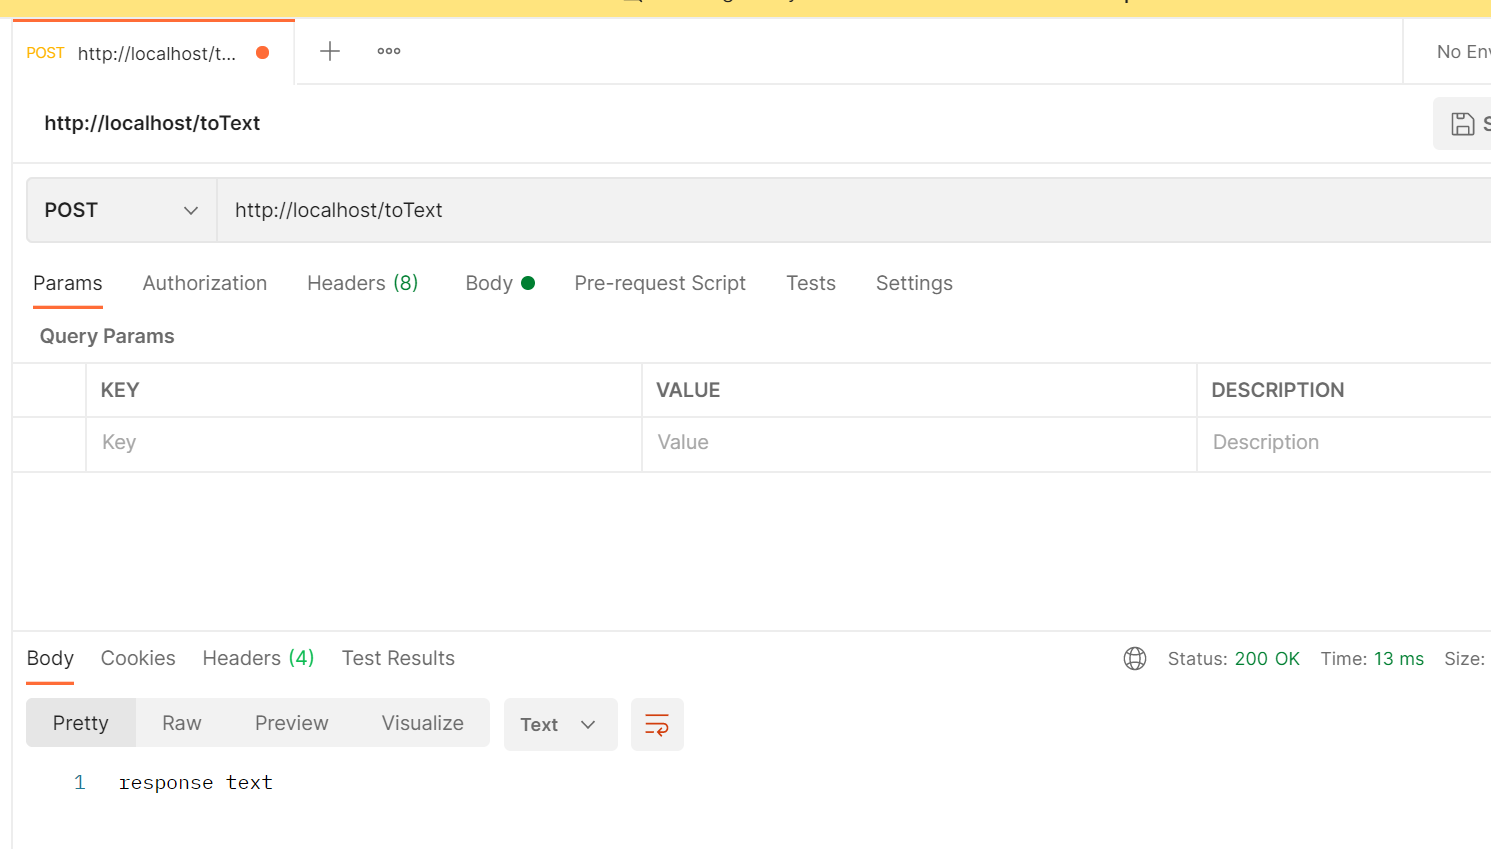 POST http://localhost/t...
No Env
http://localhost/toText
POST http://localhost/toText
Params Authorization Headers (8) Body Pre-request Script Tests Settings
Query Params
KEY VALUE DESCRIPTION
Key Value Description
Body Cookies Headers (4) Test Results Status: 200 OK Time: 13 ms Size:
Pretty Raw Preview Visualize Text
1 response text